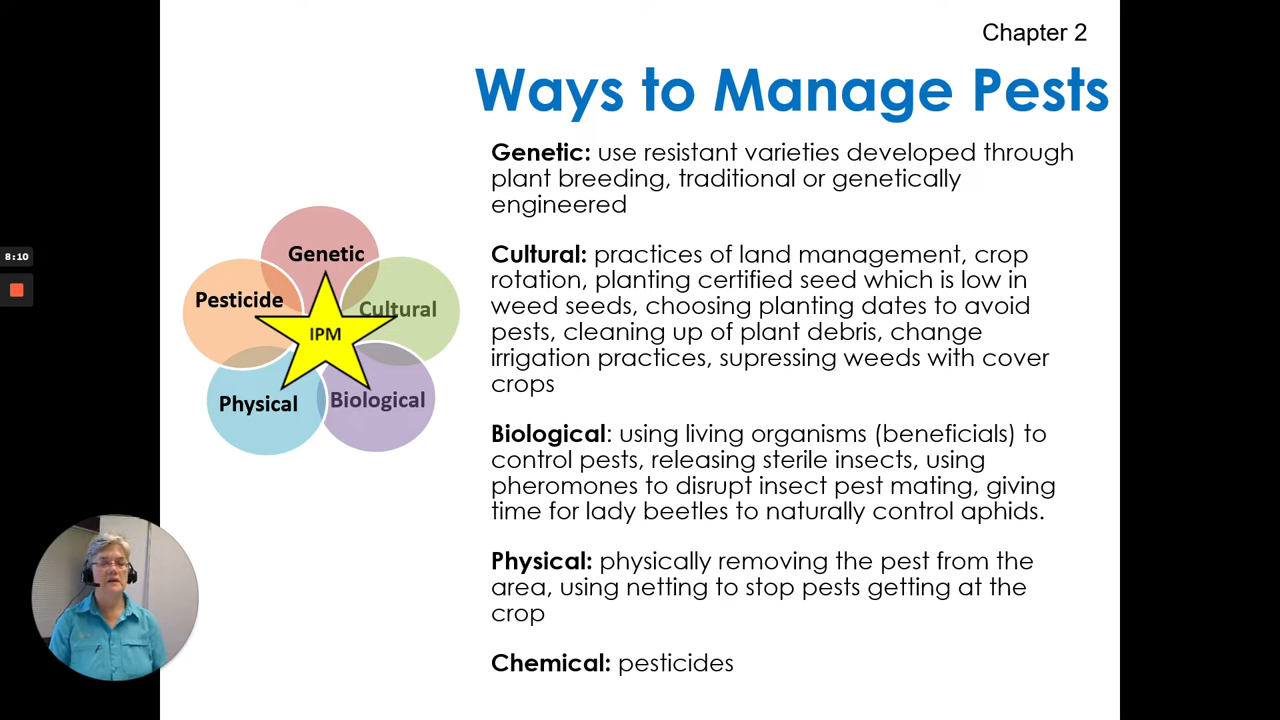 Chapter 2
Ways to Manage Pests
Genetic: use resistant varieties developed through
plant breeding, traditional or genetically
engineered
Cultural: practices of land management, crop
rotation, planting certified seed which is low in
weed seeds, choosing planting dates to avoid
pests, cleaning up of plant debris, change
irrigation practices, supressing weeds with cover
crops
Biological: using living organisms (beneficials) to
control pests, releasing sterile insects, using
pheromones to disrupt insect pest mating, giving
time for lady beetles to naturally control aphids.
Physical: physically removing the pest from the
area, using netting to stop pests getting at the
crop
Chemical: pesticides
Genetic
Pesticide
Cultural
IPM
Physical
Biological
8:10